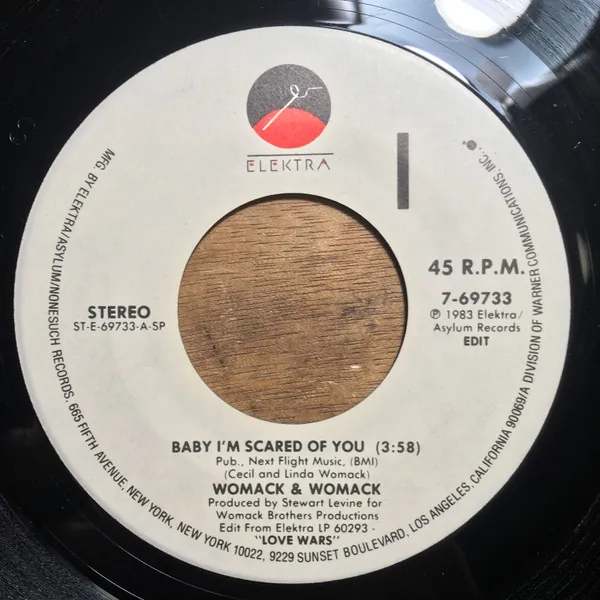 ELEKTRA
45 R.P.M.
7-69733
℗ 1983 Elektra/
Asylum Records
EDIT
STEREO
ST-E-69733-A-SP
BABY I'M SCARED OF YOU (3:58)
Pub., Next Flight Music, (BMI)
(Cecil and Linda Womack)
WOMACK & WOMACK
Produced by Stewart Levine for
Womack Brothers Productions
Edit From Elektra LP 60293 -
"LOVE WARS"
MFG. BY ELEKTRA/ASYLUM/NONESUCH RECORDS, 665 FIFTH AVENUE, NEW YORK, NEW YORK 10022, 9229 SUNSET BOULEVARD, LOS ANGELES, CALIFORNIA 90069/A DIVISION OF WARNER COMMUNICATIONS, INC.